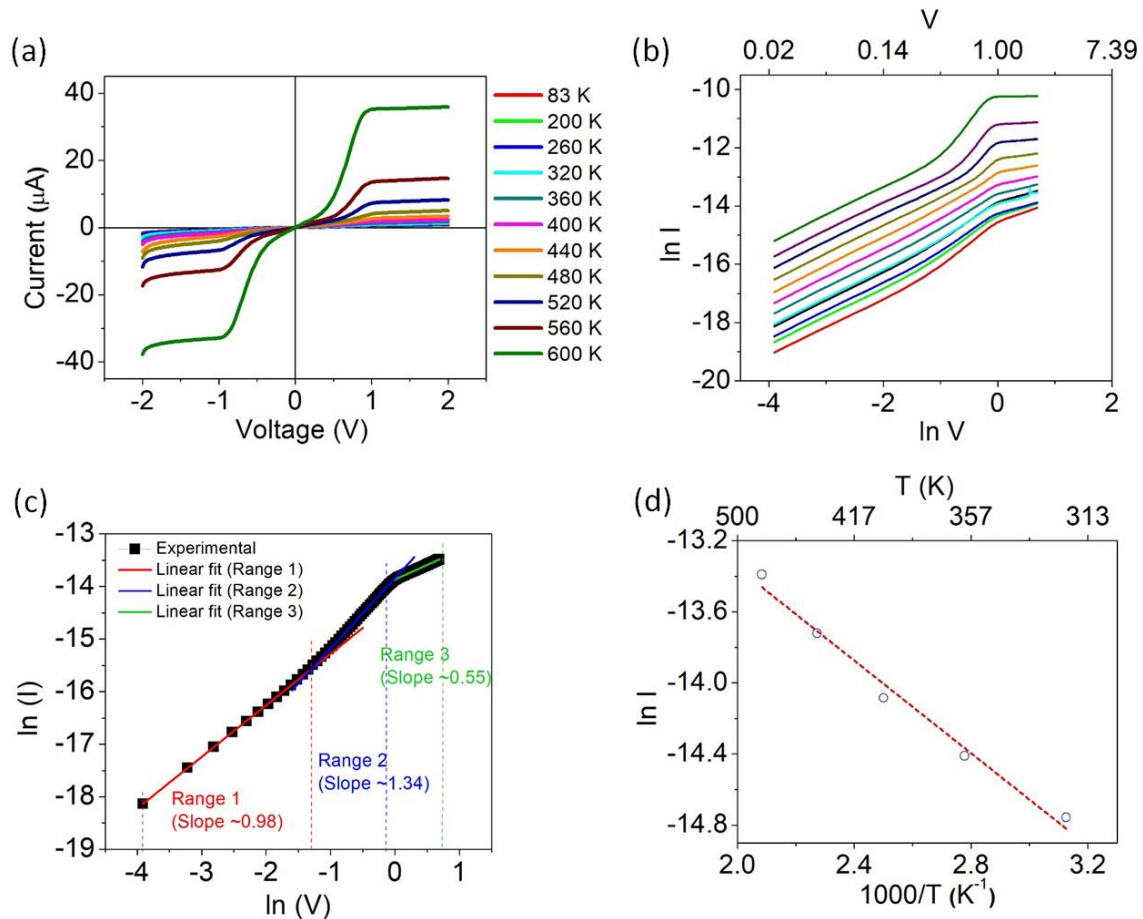 (a)
40
20
0
-20
-40
Current (μA)
-2
-1
0
1
2
Voltage (V)
83 K
200 K
260 K
320 K
360 K
400 K
440 K
480 K
520 K
560 K
600 K
(b)
V
0.02
0.14
1.00
7.39
-10
-12
-14
-16
-18
-20
ln I
-4
-2
0
2
ln V
(c)
-13
-14
-15
-16
-17
-18
-19
ln (I)
Experimental
Linear fit (Range 1)
Linear fit (Range 2)
Linear fit (Range 3)
Range 3
(Slope ~0.55)
Range 2
(Slope ~1.34)
Range 1
(Slope ~0.98)
-4
-3
-2
-1
0
1
ln (V)
(d)
T (K)
500
417
357
313
-13.2
-13.6
-14.0
-14.4
-14.8
ln I
2.0
2.4
2.8
3.2
1000/T (K⁻¹)